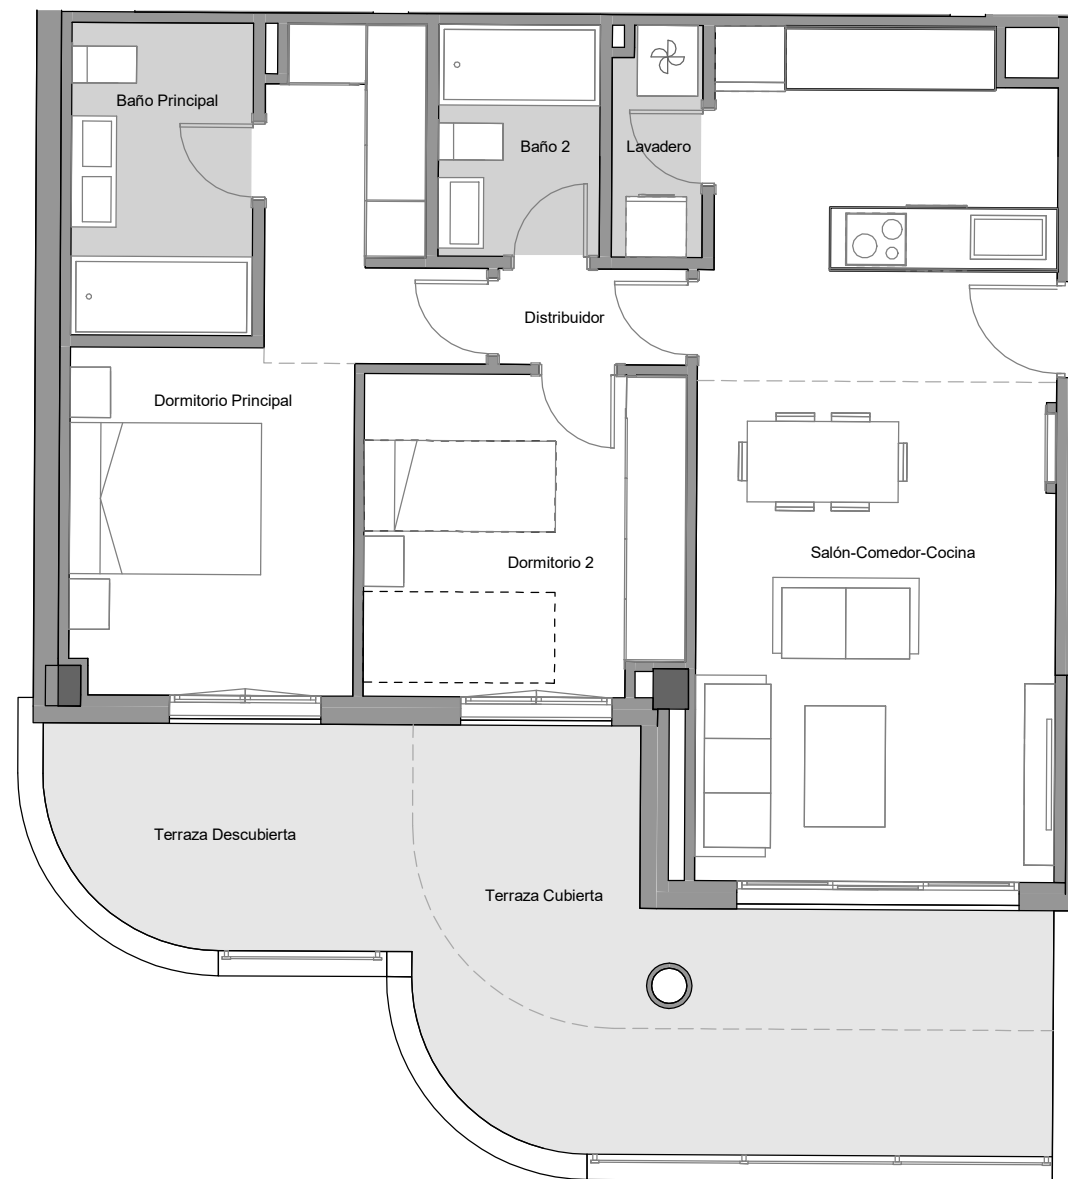 Baño Principal
Baño 2
Lavadero
Distribuidor
Dormitorio Principal
Salón-Comedor-Cocina
Dormitorio 2
Terraza Descubierta
Terraza Cubierta